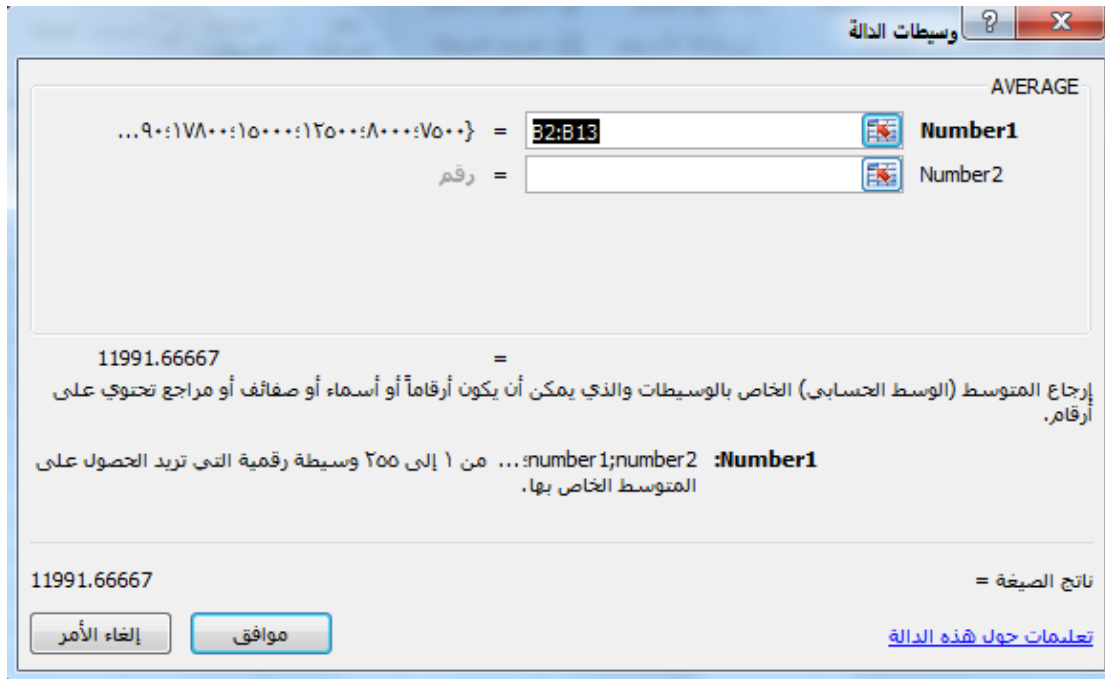 وسيطات الدالة
AVERAGE
Number1 B2:B13 = {٧٥٠٠؛٨٠٠٠؛١٢٥٠٠؛١٥٠٠٠؛١٧٨٠٠؛٩٠...
Number2 = رقم
= 11991.66667
إرجاع المتوسط (الوسط الحسابي) الخاص بالوسيطات والذي يمكن أن يكون أرقاماً أو أسماء أو صفائف أو مراجع تحتوي على
أرقام.
Number1: number1;number2؛... من ١ إلى ٢٥٥ وسيطة رقمية التي تريد الحصول على
المتوسط الخاص بها.
ناتج الصيغة = 11991.66667
تعليمات حول هذه الدالة
موافق
إلغاء الأمر